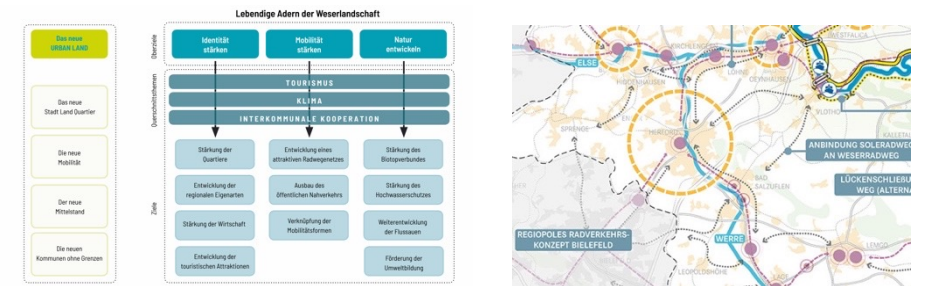 Lebendige Adern der Weserlandschaft
Das neue
URBAN LAND
Das neue
Stadt Land Quartier
Die neue
Mobilität
Der neue
Mittelstand
Die neuen
Kommunen ohne Grenzen
Oberziele
Identität
stärken
Mobilität
stärken
Natur
entwickeln
Querschnittsthemen
TOURISMUS
KLIMA
INTERKOMMUNALE KOOPERATION
Ziele
Stärkung der
Quartiere
Entwicklung eines
attraktiven Radwegenetzes
Stärkung des
Biotopverbundes
Entwicklung der
regionalen Eigenarten
Ausbau des
öffentlichen Nahverkehrs
Stärkung des
Hochwasserschutzes
Stärkung der Wirtschaft
Verknüpfung der
Mobilitätsformen
Weiterentwicklung
der Flussauen
Entwicklung der
touristischen Attraktionen
Förderung der
Umweltbildung
ELSE
LÖHNE
SPENGE
HERFORD
VLOTHO
KALLETAL
ANBINDUNG SOLERADWEG
AN WESERRADWEG
BAD
SALZUFLEN
LÜCKENSCHLIEßU
WEG (ALTERNA
REGIOPOLES RADVERKEHRS-
KONZEPT BIELEFELD
WERRE
LEMGO
LEOPOLDSHÖHE
LAGE